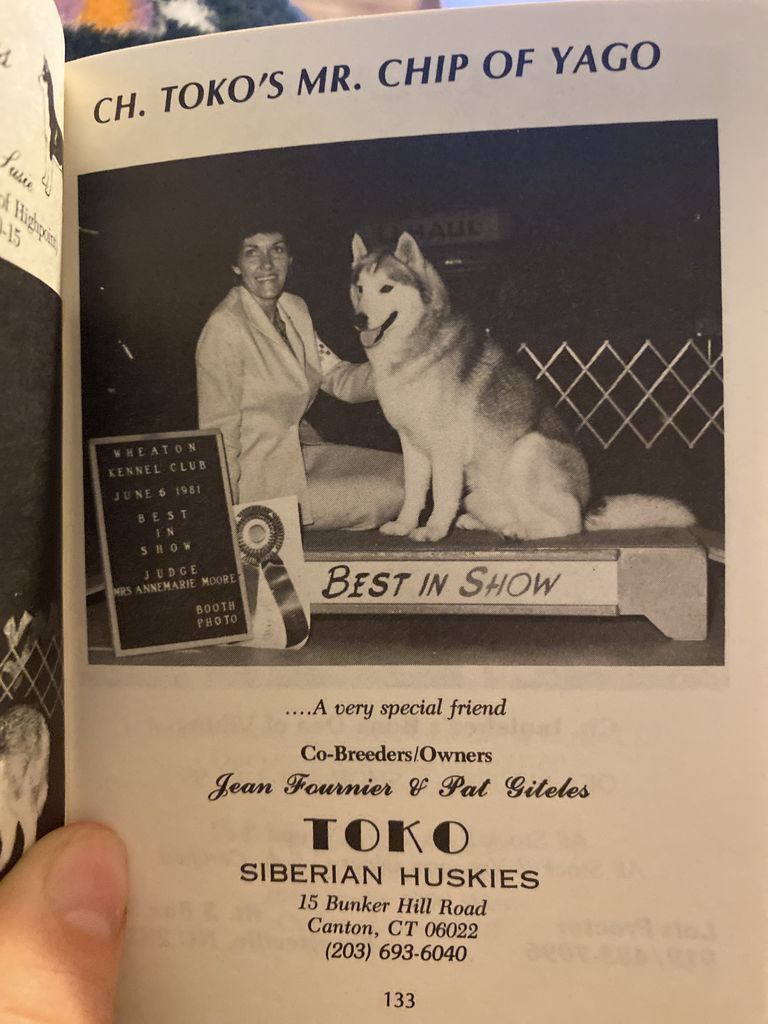 CH. TOKO'S MR. CHIP OF YAGO
WHEATON
KENNEL CLUB
JUNE 6 1981
BEST
IN
SHOW
JUDGE
MRS ANNEMARIE MOORE
BOOTH
PHOTO
BEST IN SHOW
....A very special friend
Co-Breeders/Owners
Jean Fournier & Pat Giteles
TOKO
SIBERIAN HUSKIES
15 Bunker Hill Road
Canton, CT 06022
(203) 693-6040
133
of Highpoint